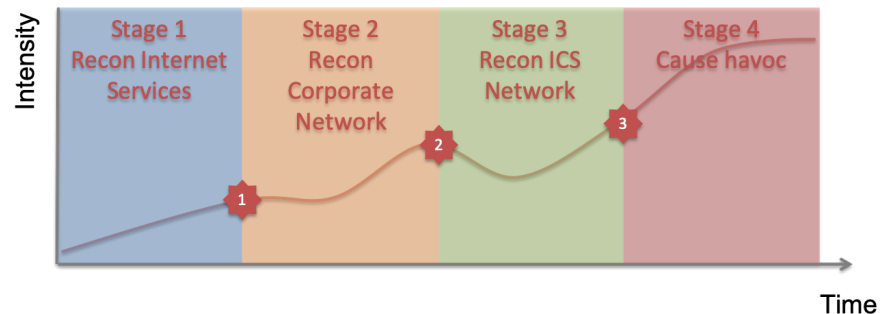 Intensity
Stage 1
Recon Internet
Services
Stage 2
Recon
Corporate
Network
Stage 3
Recon ICS
Network
Stage 4
Cause havoc
1
2
3
Time